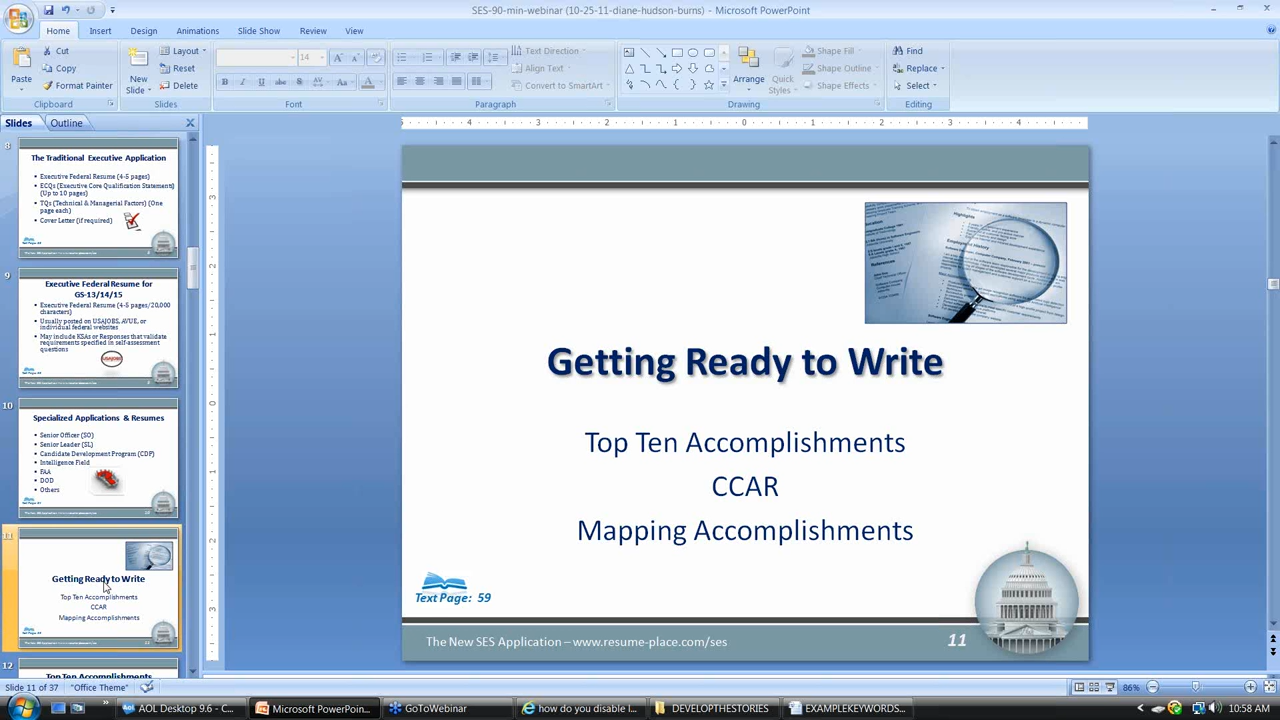 SES-90-min-webinar (10-25-11-diane-hudson-burns) - Microsoft PowerPoint
Home Insert Design Animations Slide Show Review View
Paste
Cut
Copy
Format Painter
Clipboard
New
Slide
Layout
Reset
Delete
Slides
14
Font
Text Direction
Align Text
Convert to SmartArt
Paragraph
Arrange
Quick
Styles
Shape Fill
Shape Outline
Shape Effects
Drawing
Find
Replace
Select
Editing
Slides Outline
8
The Traditional Executive Application
• Executive Federal Resume (4-5 pages)
• ECQs (Executive Core Qualification Statements)
(Up to 10 pages)
• TQs (Technical & Managerial Factors) (One
page each)
• Cover Letter (if required)
9
Executive Federal Resume for
GS-13/14/15
• Executive Federal Resume (4-5 pages/20,000
characters)
• Usually posted on USAJOBS, AVUE, or
individual federal websites
• May include KSAs or Responses that validate
requirements specified in self-assessment
questions
10
Specialized Applications & Resumes
• Senior Officer (SO)
• Senior Leader (SL)
• Candidate Development Program (CDP)
• Intelligence Field
• FAA
• DOD
• Others
11
Getting Ready to Write
Top Ten Accomplishments
CCAR
Mapping Accomplishments
12
Top Ten Accomplishments
Highlights
Employment History
Getting Ready to Write
Top Ten Accomplishments
CCAR
Mapping Accomplishments
Text Page: 59
The New SES Application – www.resume-place.com/ses
11
Slide 11 of 37 "Office Theme" 86%
AOL Desktop 9.6 - C... Microsoft PowerPoin... GoToWebinar how do you disable l... DEVELOPTHESTORIES EXAMPLEKEYWORDS... 10:58 AM